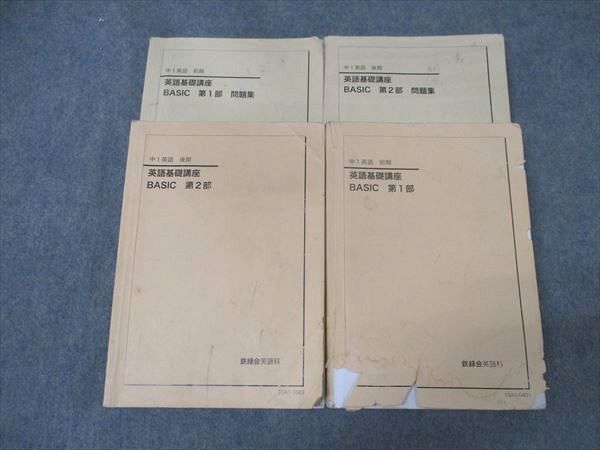 中1英語 前期
英語基礎講座
BASIC 第1部 問題集
中1英語 後期
英語基礎講座
BASIC 第2部 問題集
中1英語 後期
英語基礎講座
BASIC 第2部
鉄緑会英語科
中1英語 前期
英語基礎講座
BASIC 第1部
鉄緑会英語科